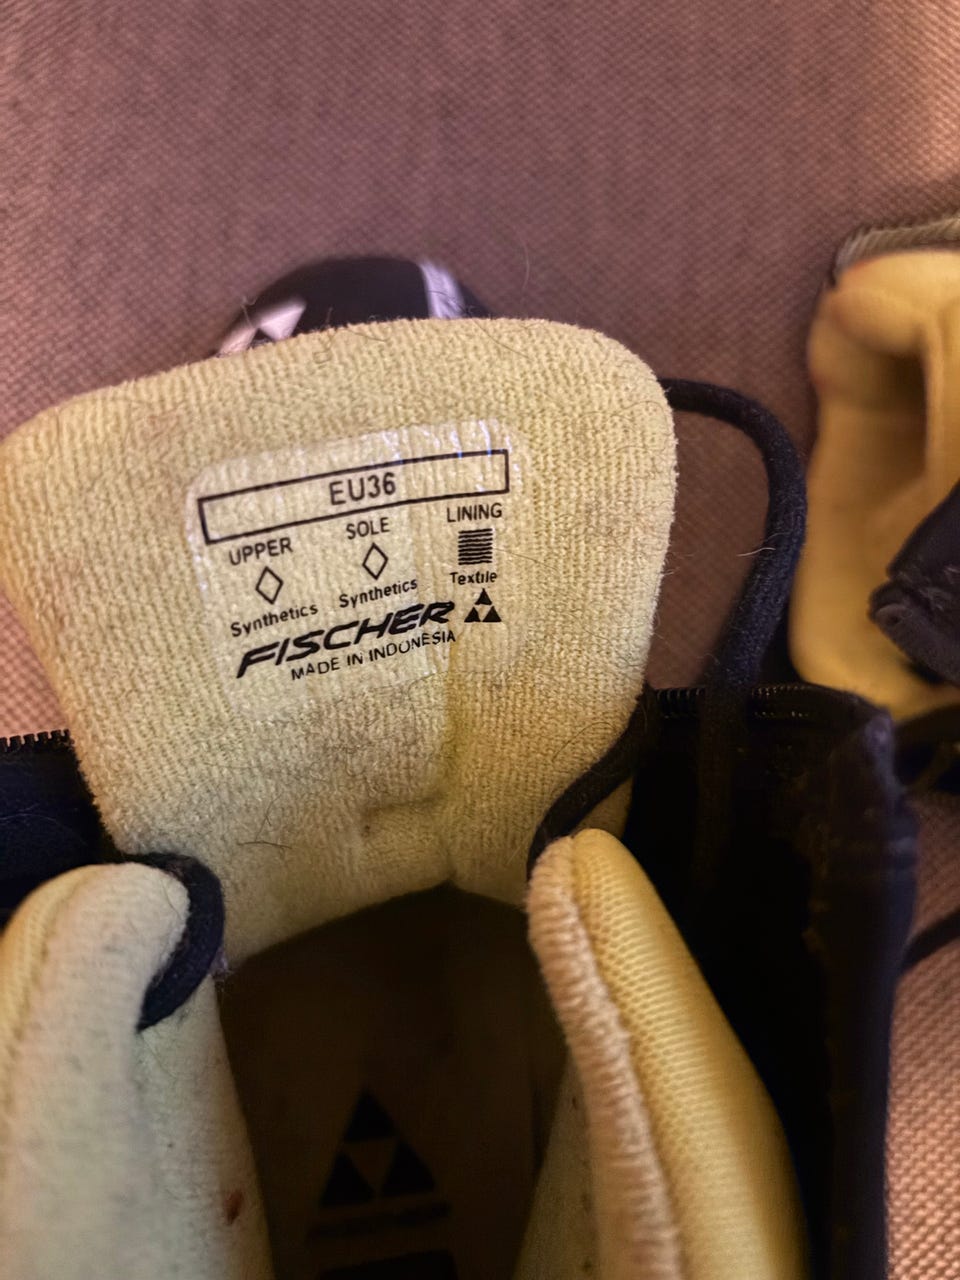 EU36
UPPER SOLE LINING
Synthetics Synthetics Textile
FISCHER
MADE IN INDONESIA